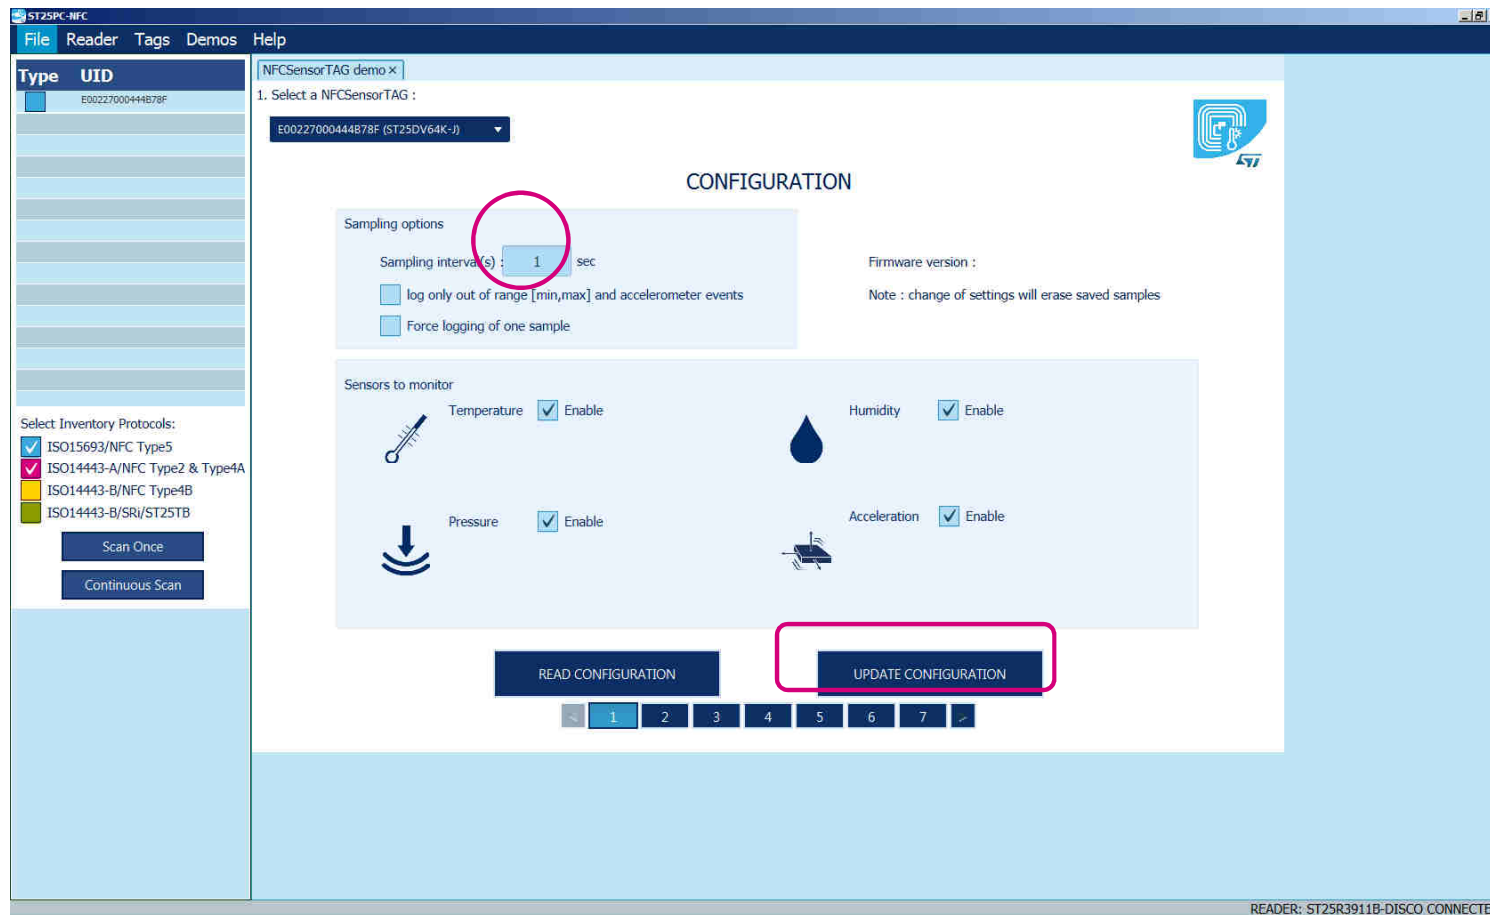 ST25PC-NFC
File Reader Tags Demos Help
Type UID
E00227000444B78F
Select Inventory Protocols:
ISO15693/NFC Type5
ISO14443-A/NFC Type2 & Type4A
ISO14443-B/NFC Type4B
ISO14443-B/SRi/ST25TB
Scan Once
Continuous Scan
NFCSensorTAG demo ×
1. Select a NFCSensorTAG :
E00227000444B78F (ST25DV64K-J)
ST
CONFIGURATION
Sampling options
Sampling interval(s) : 1 sec
log only out of range [min,max] and accelerometer events
Force logging of one sample
Firmware version :
Note : change of settings will erase saved samples
Sensors to monitor
Temperature Enable
Humidity Enable
Pressure Enable
Acceleration Enable
READ CONFIGURATION
UPDATE CONFIGURATION
< 1 2 3 4 5 6 7 >
READER: ST25R3911B-DISCO CONNECTE